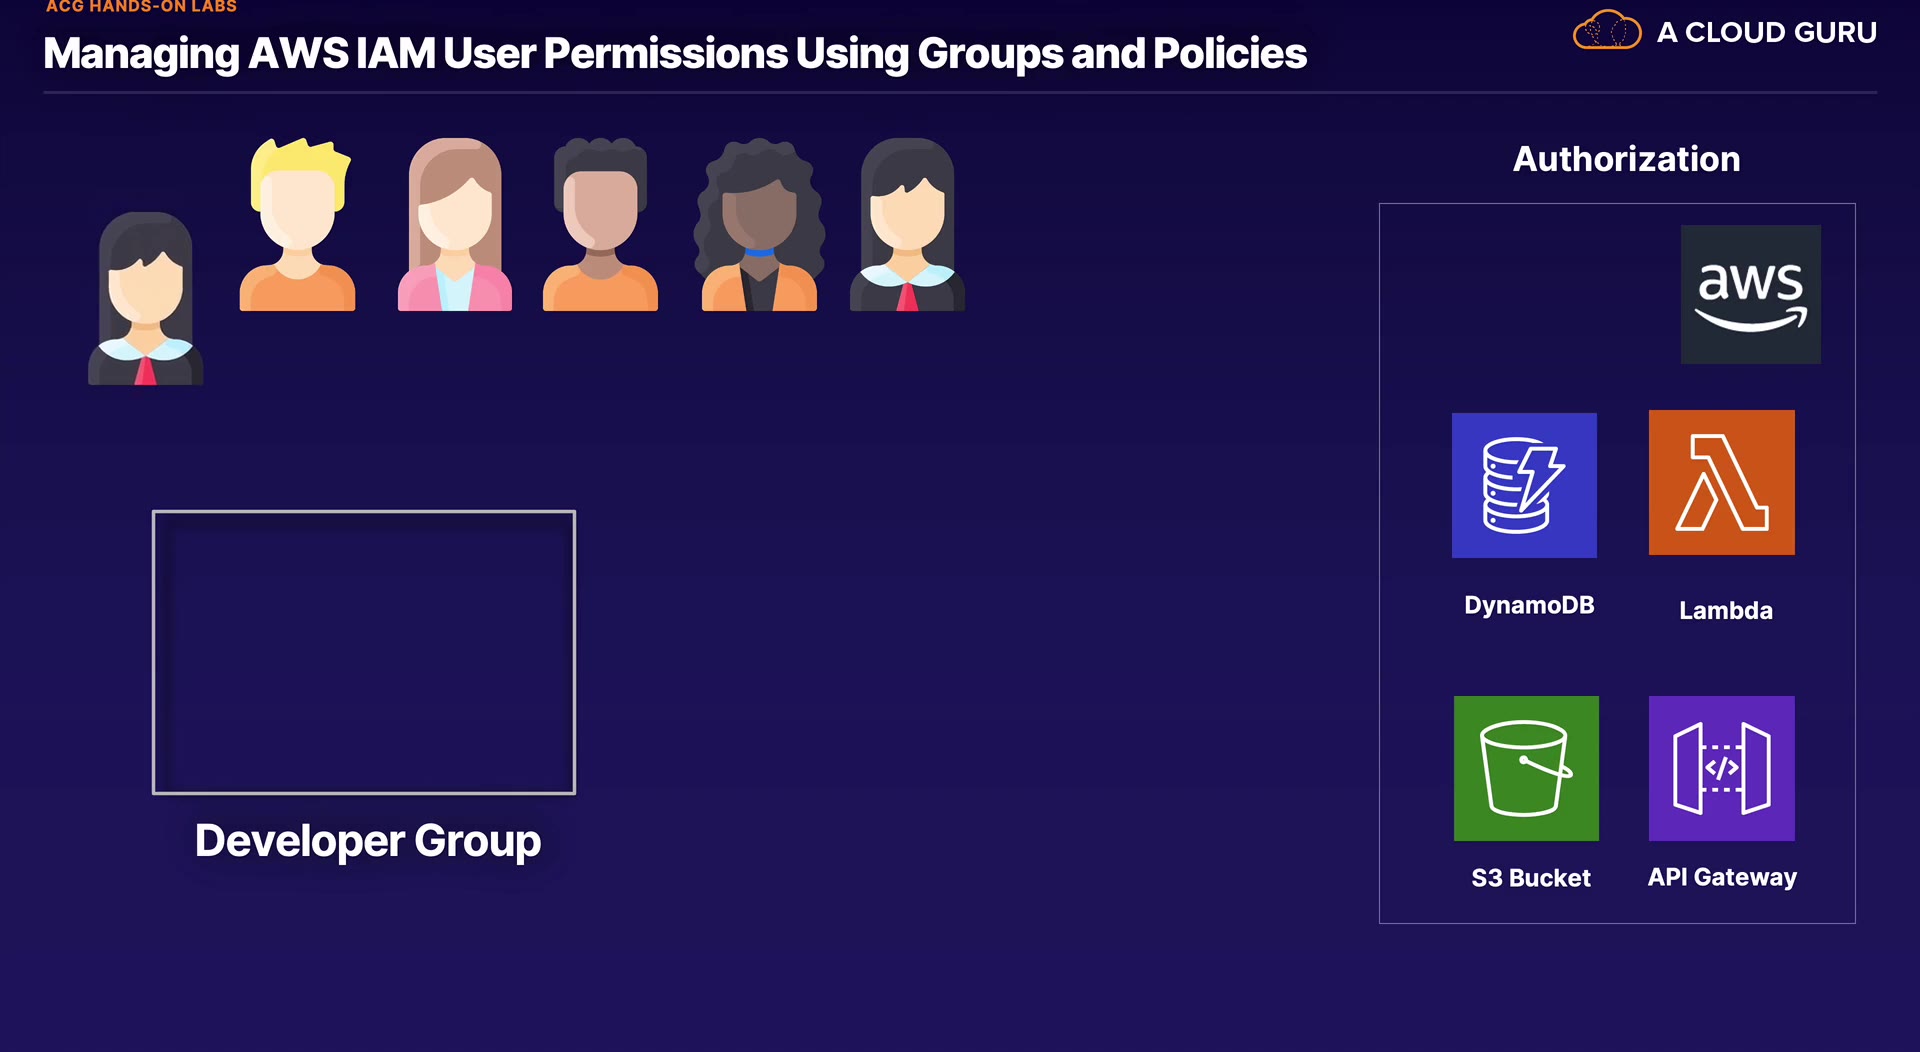 ACG HANDS-ON LABS
Managing AWS IAM User Permissions Using Groups and Policies
A CLOUD GURU
Authorization
aws
DynamoDB
Lambda
S3 Bucket
</>
API Gateway
Developer Group